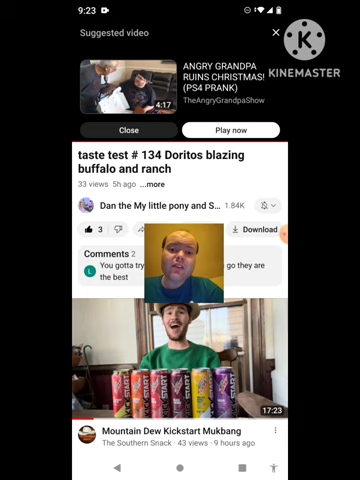 9:23
Suggested video
KINEMASTER
ANGRY GRANDPA
RUINS CHRISTMAS!
(PS4 PRANK)
TheAngryGrandpaShow
4:17
Close
Play now
taste test # 134 Doritos blazing
buffalo and ranch
33 views 5h ago ...more
Dan the My little pony and S... 1.84K
3
Download
Comments 2
L
You gotta try
go they are
the best
KICKSTART
17:23
Mountain Dew Kickstart Mukbang
The Southern Snack · 43 views · 9 hours ago